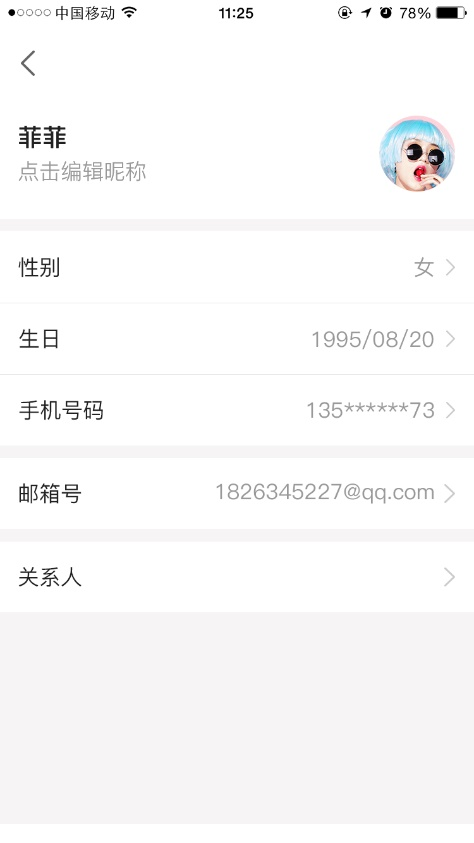 中国移动 11:25 78%
菲菲
点击编辑昵称
性别 女
生日 1995/08/20
手机号码 135******73
邮箱号 1826345227@qq.com
关系人